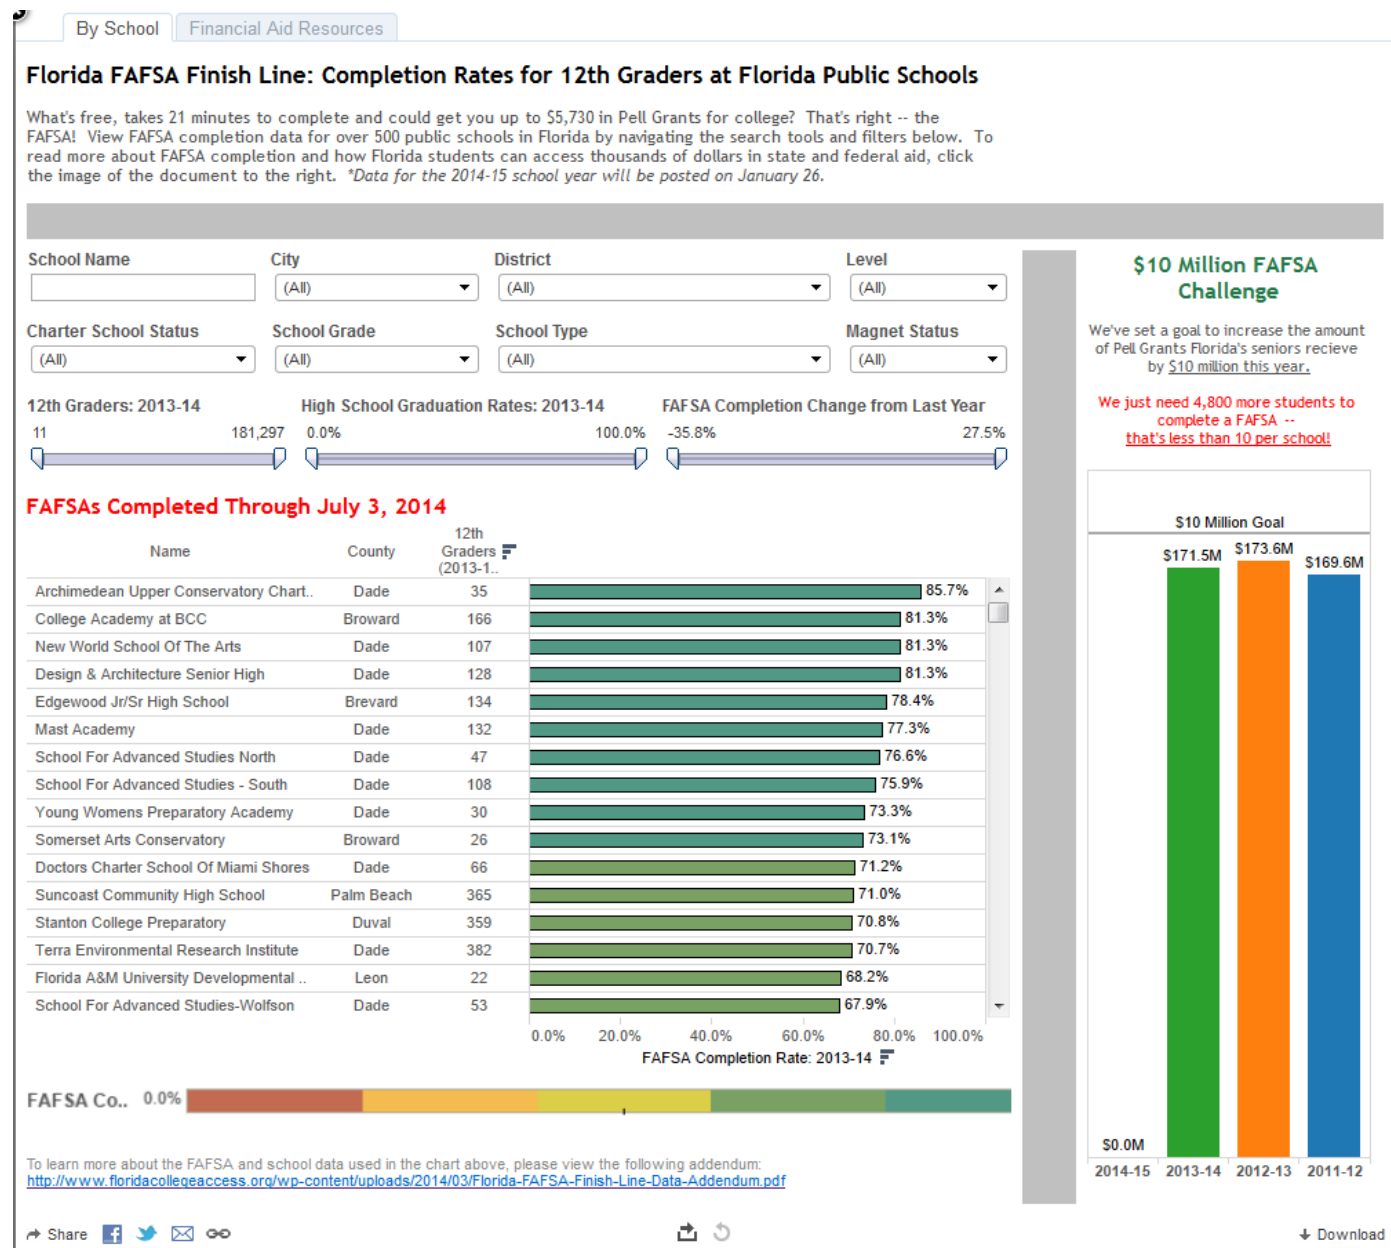 By School
Financial Aid Resources
Florida FAFSA Finish Line: Completion Rates for 12th Graders at Florida Public Schools
What's free, takes 21 minutes to complete and could get you up to $5,730 in Pell Grants for college? That's right -- the
FAFSA! View FAFSA completion data for over 500 public schools in Florida by navigating the search tools and filters below. To
read more about FAFSA completion and how Florida students can access thousands of dollars in state and federal aid, click
the image of the document to the right. *Data for the 2014-15 school year will be posted on January 26.
School Name City District Level
(All) (All) (All)
Charter School Status School Grade School Type Magnet Status
(All) (All) (All) (All)
12th Graders: 2013-14 High School Graduation Rates: 2013-14 FAFSA Completion Change from Last Year
11 181,297 0.0% 100.0% -35.8% 27.5%
FAFSAs Completed Through July 3, 2014
Name County 12th
Graders
(2013-1..
Archimedean Upper Conservatory Chart.. Dade 35 85.7%
College Academy at BCC Broward 166 81.3%
New World School Of The Arts Dade 107 81.3%
Design & Architecture Senior High Dade 128 81.3%
Edgewood Jr/Sr High School Brevard 134 78.4%
Mast Academy Dade 132 77.3%
School For Advanced Studies North Dade 47 76.6%
School For Advanced Studies - South Dade 108 75.9%
Young Womens Preparatory Academy Dade 30 73.3%
Somerset Arts Conservatory Broward 26 73.1%
Doctors Charter School Of Miami Shores Dade 66 71.2%
Suncoast Community High School Palm Beach 365 71.0%
Stanton College Preparatory Duval 359 70.8%
Terra Environmental Research Institute Dade 382 70.7%
Florida A&M University Developmental .. Leon 22 68.2%
School For Advanced Studies-Wolfson Dade 53 67.9%
0.0% 20.0% 40.0% 60.0% 80.0% 100.0%
FAFSA Completion Rate: 2013-14
FAFSA Co.. 0.0%
To learn more about the FAFSA and school data used in the chart above, please view the following addendum:
http://www.floridacollegeaccess.org/wp-content/uploads/2014/03/Florida-FAFSA-Finish-Line-Data-Addendum.pdf
$10 Million FAFSA
Challenge
We've set a goal to increase the amount
of Pell Grants Florida's seniors recieve
by $10 million this year.
We just need 4,800 more students to
complete a FAFSA --
that's less than 10 per school!
$10 Million Goal
$171.5M $173.6M $169.6M
$0.0M
2014-15 2013-14 2012-13 2011-12
Share
Download